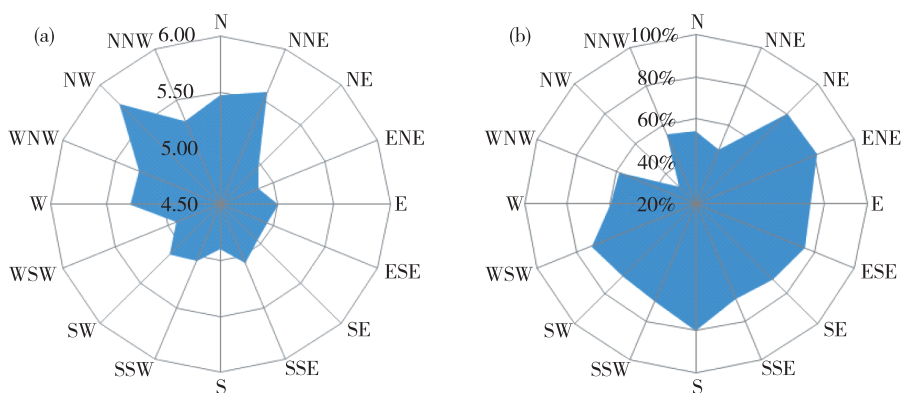 (a)
N
NNE
NE
ENE
E
ESE
SE
SSE
S
SSW
SW
WSW
W
WNW
NW
NNW
6.00
5.50
5.00
4.50
(b)
N
NNE
NE
ENE
E
ESE
SE
SSE
S
SSW
SW
WSW
W
WNW
NW
NNW
100%
80%
60%
40%
20%